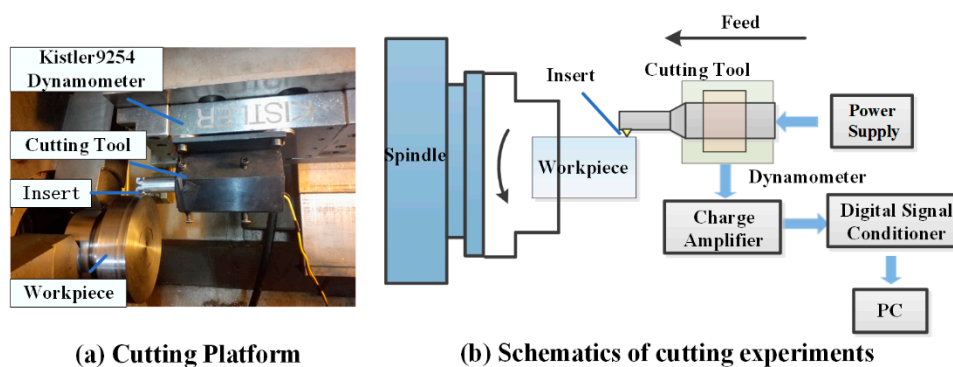 Kistler9254
Dynamometer
Cutting Tool
Insert
Workpiece
KISTLER
(a) Cutting Platform
Feed
Insert
Cutting Tool
Spindle
Workpiece
Power
Supply
Dynamometer
Charge
Amplifier
Digital Signal
Conditioner
PC
(b) Schematics of cutting experiments